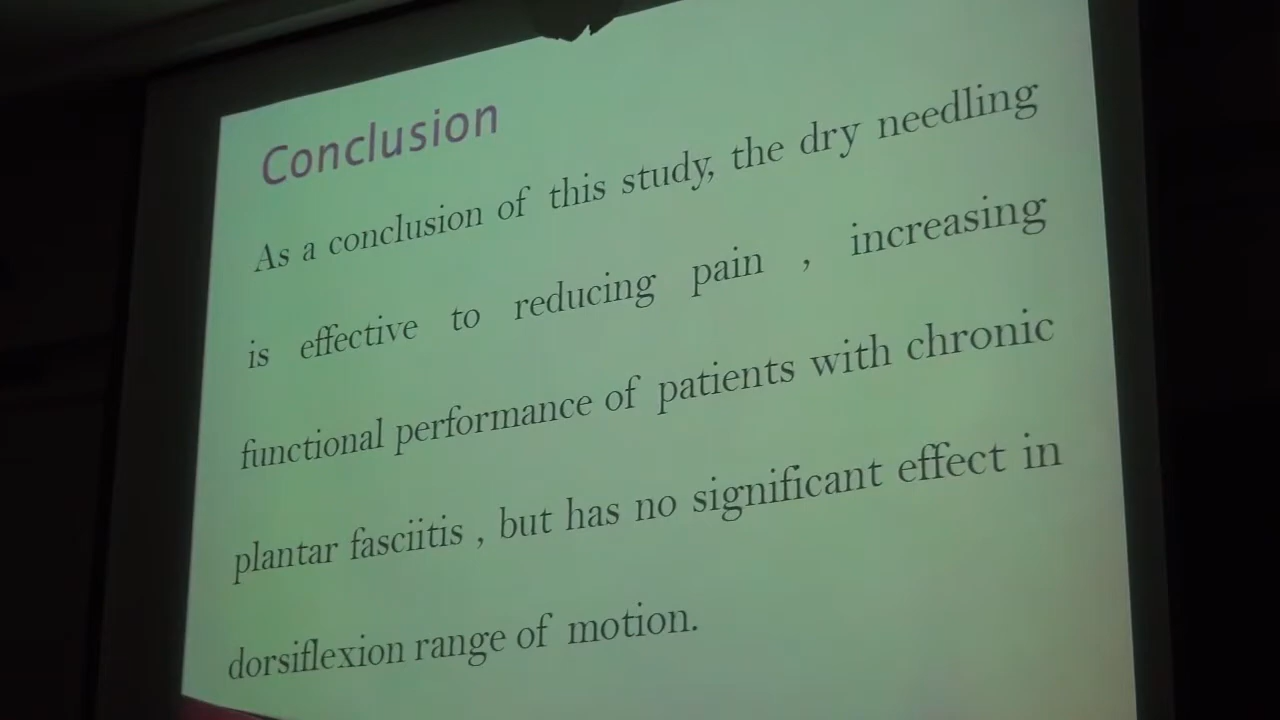 Conclusion
As a conclusion of this study, the dry needling
is effective to reducing pain , increasing
functional performance of patients with chronic
plantar fasciitis , but has no significant effect in
dorsiflexion range of motion.